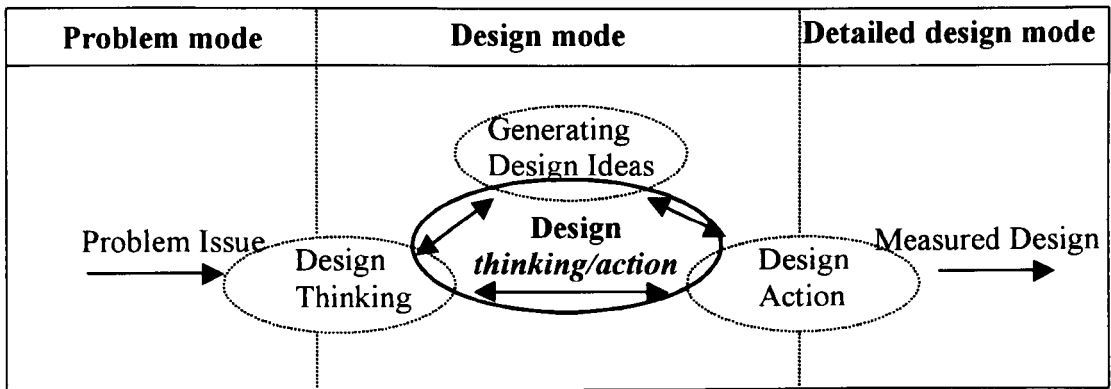 Problem mode
Design mode
Detailed design mode
Generating
Design Ideas
Problem Issue
Design
Thinking
Design
thinking/action
Measured Design
Design
Action